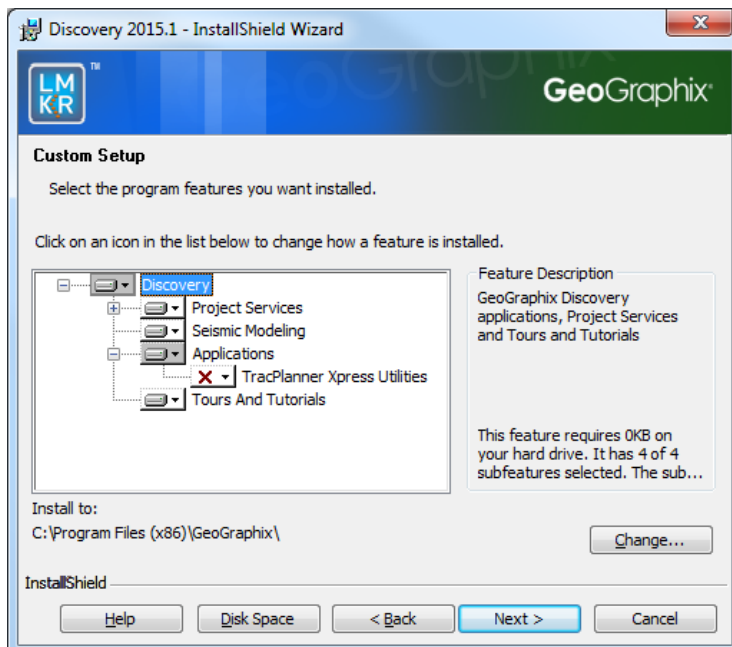 Discovery 2015.1 - InstallShield Wizard
LMKR™
GeoGraphix
Custom Setup
Select the program features you want installed.
Click on an icon in the list below to change how a feature is installed.
Discovery
Project Services
Seismic Modeling
Applications
TracPlanner Xpress Utilities
Tours And Tutorials
Feature Description
GeoGraphix Discovery
applications, Project Services
and Tours and Tutorials
This feature requires 0KB on
your hard drive. It has 4 of 4
subfeatures selected. The sub...
Install to:
C:\Program Files (x86)\GeoGraphix\
Change...
InstallShield
Help
Disk Space
< Back
Next >
Cancel